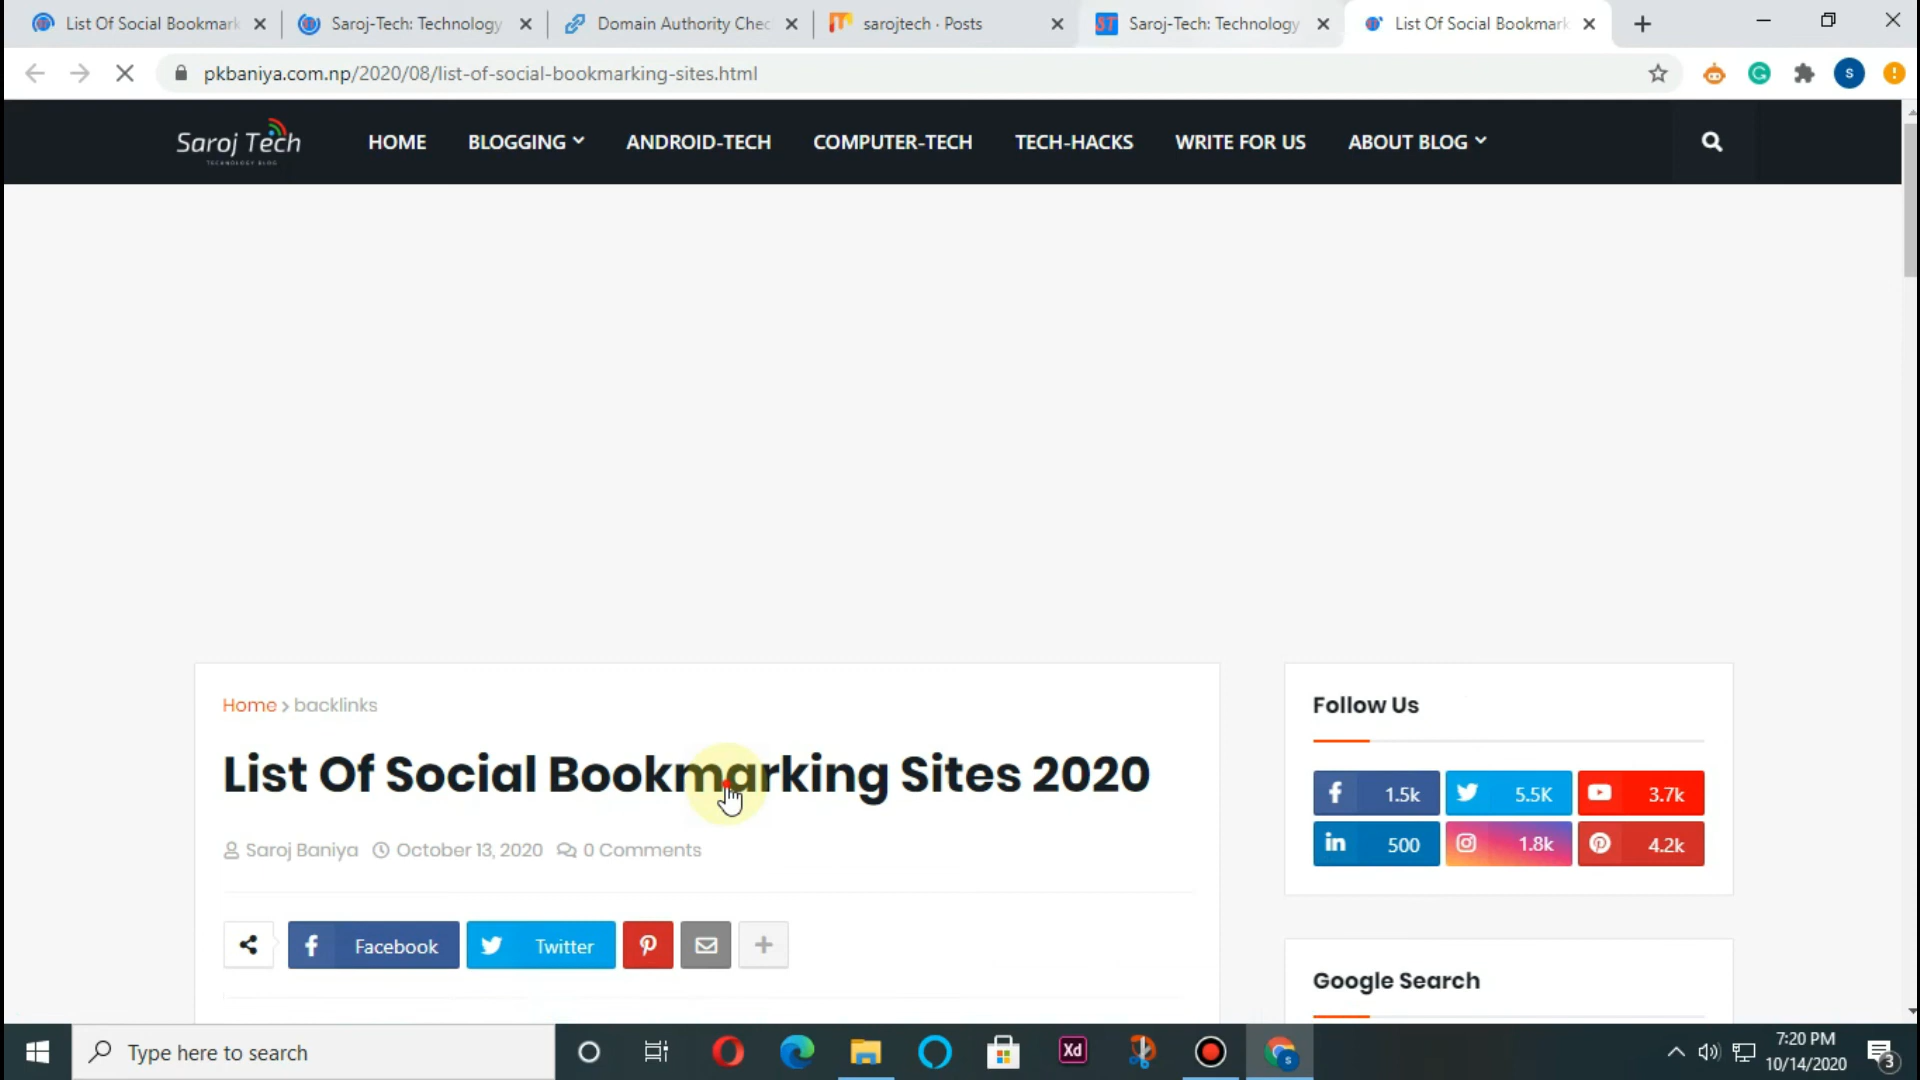 List Of Social Bookmark
Saroj-Tech: Technology
Domain Authority Chec
sarojtech · Posts
ST
Saroj-Tech: Technology
List Of Social Bookmark
pkbaniya.com.np/2020/08/list-of-social-bookmarking-sites.html
s
Saroj Tech
TECHNOLOGY BLOG
HOME
BLOGGING
ANDROID-TECH
COMPUTER-TECH
TECH-HACKS
WRITE FOR US
ABOUT BLOG
Home > backlinks
List Of Social Bookmarking Sites 2020
Saroj Baniya October 13, 2020 0 Comments
Facebook
Twitter
Follow Us
1.5k
5.5K
3.7k
500
1.8k
4.2k
Google Search
Type here to search
Xd
s
7:20 PM
10/14/2020
3